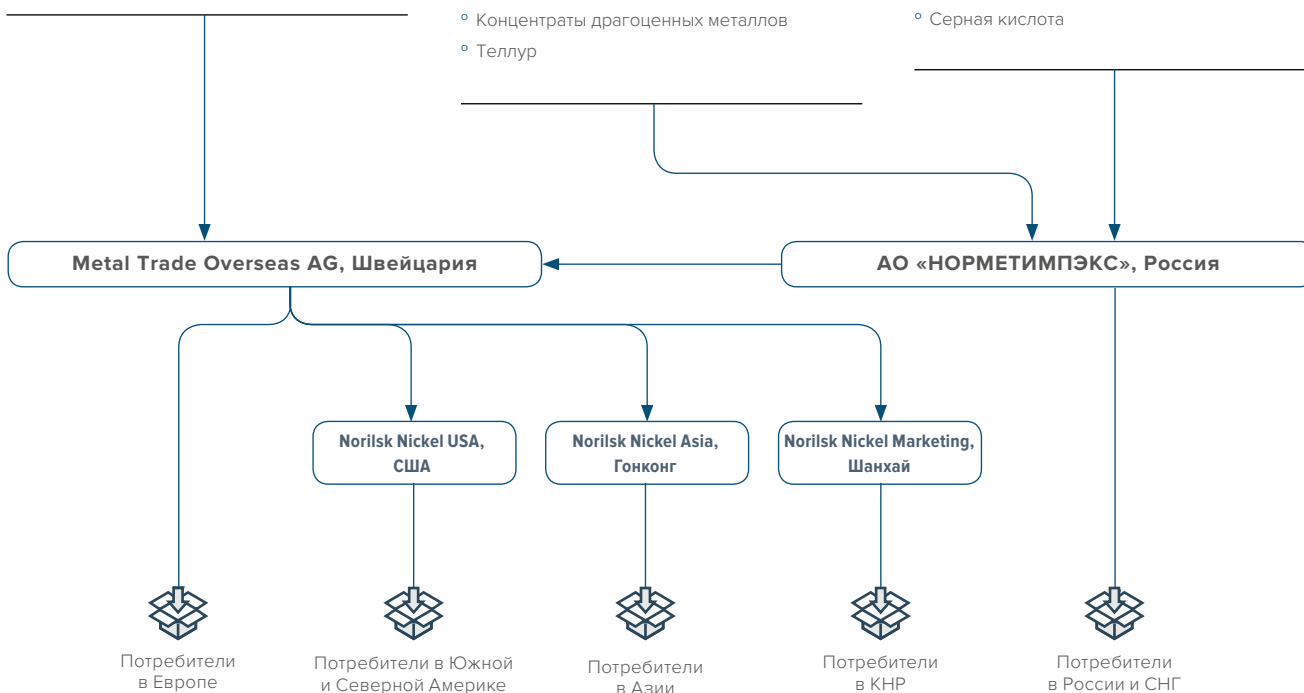 ° Концентраты драгоценных металлов
° Теллур
° Серная кислота
Metal Trade Overseas AG, Швейцария
АО «НОРМЕТИМПЭКС», Россия
Norilsk Nickel USA,
США
Norilsk Nickel Asia,
Гонконг
Norilsk Nickel Marketing,
Шанхай
Потребители
в Европе
Потребители в Южной
и Северной Америке
Потребители
в Азии
Потребители
в КНР
Потребители
в России и СНГ